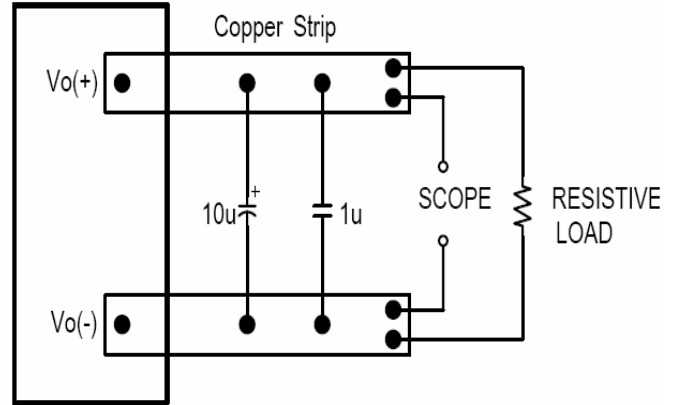 Copper Strip
Vo(+)
+
10u
1u
SCOPE
RESISTIVE
LOAD
Vo(-)